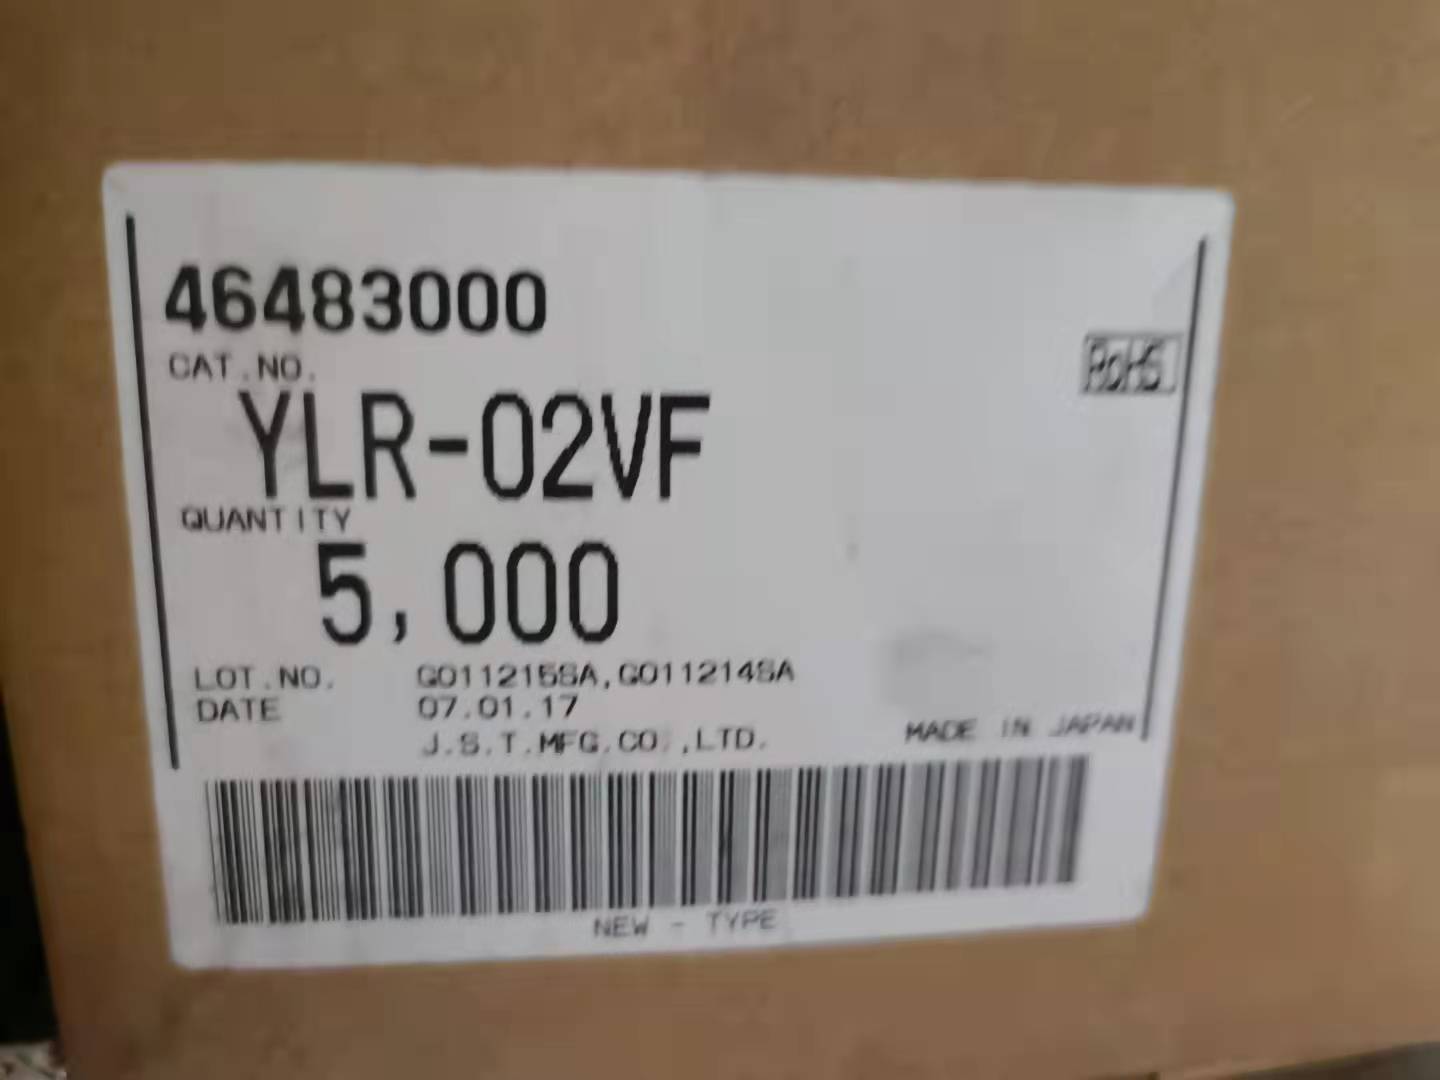 46483000
CAT.NO.
RoHS
YLR-02VF
QUANTITY
5,000
LOT.NO. G011215SA,G011214SA
DATE 07.01.17
J.S.T.MFG.CO.,LTD. MADE IN JAPAN
NEW - TYPE